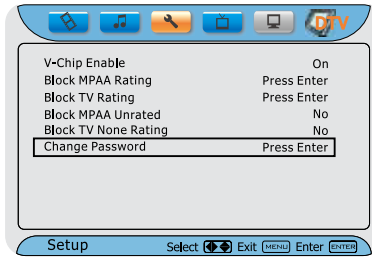 DTV
V-Chip Enable On
Block MPAA Rating Press Enter
Block TV Rating Press Enter
Block MPAA Unrated No
Block TV None Rating No
Change Password Press Enter
Setup Select Exit MENU Enter ENTER